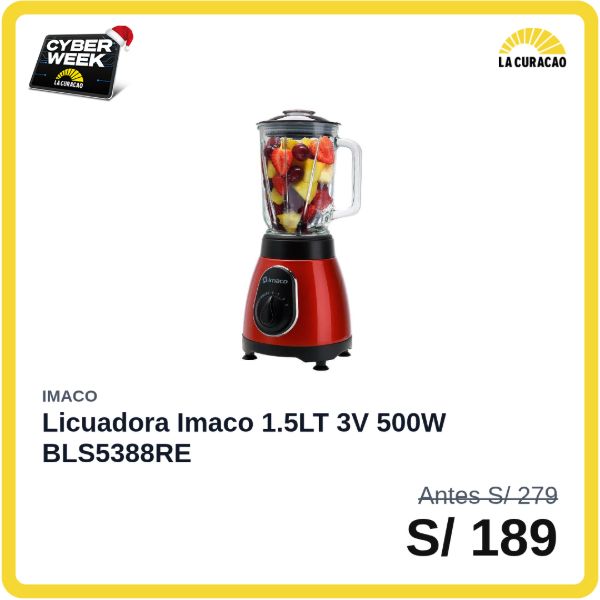 CYBER
WEEK
LA CURACAO
LA CURACAO
imaco
IMACO
Licuadora Imaco 1.5LT 3V 500W
BLS5388RE
Antes S/ 279
S/ 189